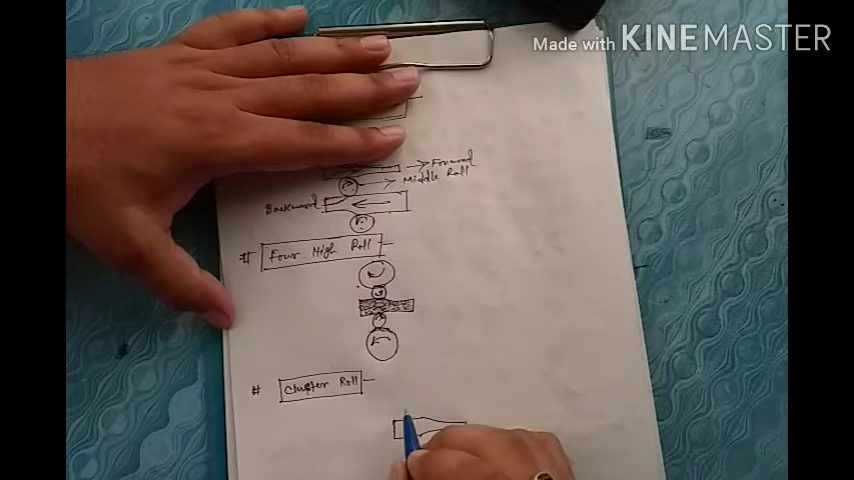 Made with KINEMASTER
Forward
Middle Roll
Backward
# Four High Roll
# Cluster Roll